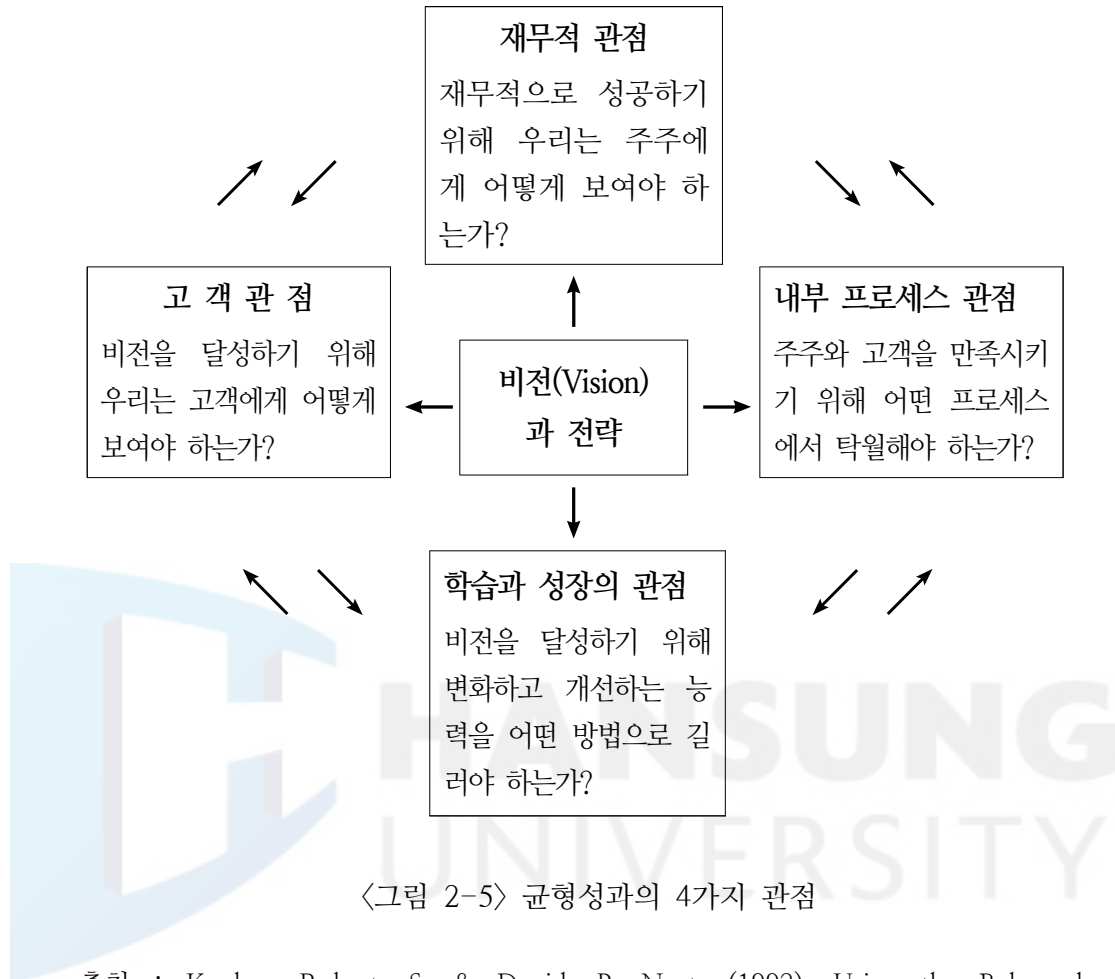 재무적 관점
재무적으로 성공하기
위해 우리는 주주에
게 어떻게 보여야 하
는가?
고 객 관 점
비전을 달성하기 위해
우리는 고객에게 어떻게
보여야 하는가?
비전(Vision)
과 전략
내부 프로세스 관점
주주와 고객을 만족시키
기 위해 어떤 프로세스
에서 탁월해야 하는가?
학습과 성장의 관점
비전을 달성하기 위해
변화하고 개선하는 능
력을 어떤 방법으로 길
러야 하는가?
HANSUNG
UNIVERSITY
<그림 2-5> 균형성과의 4가지 관점